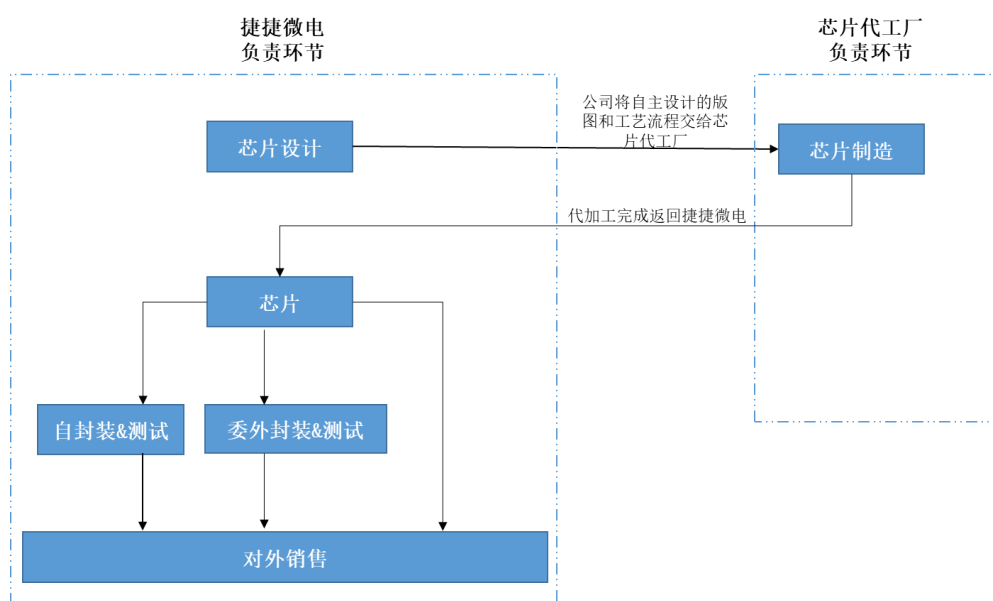 捷捷微电
负责环节
芯片代工厂
负责环节
公司将自主设计的版
图和工艺流程交给芯
片代工厂
芯片设计
芯片制造
代加工完成返回捷捷微电
芯片
自封装&测试
委外封装&测试
对外销售